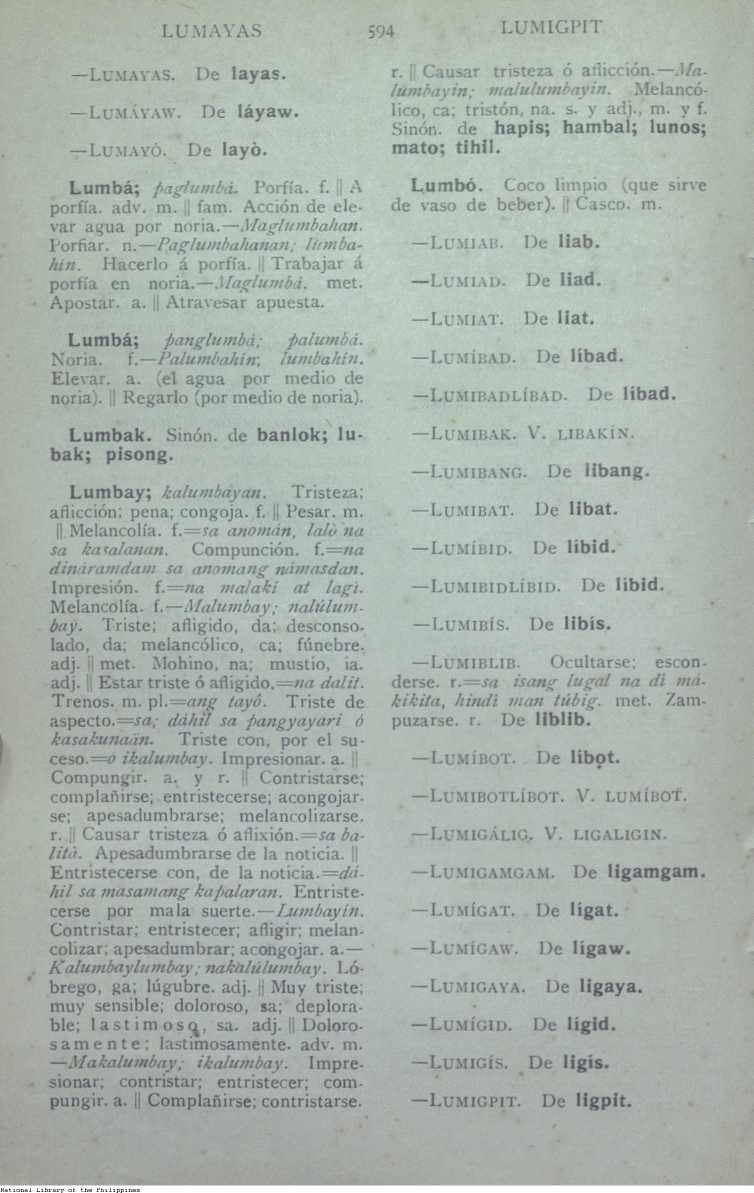 LUMAYAS 594 LUMIGPIT
—LUMAYAS. De layas.
—LUMÁYAW. De láyaw.
—LUMAYÒ. De layò.
Lumbá; paglumbá. Porfía. f. || A
porfía. adv. m. || fam. Acción de ele-
var agua por noria.—Maglumbahan.
Porfiar. n.—Paglumbahanan; lumba-
hin. Hacerlo á porfía. || Trabajar á
porfía en noria.—Maglumbá. met.
Apostar. a. || Atravesar apuesta.
Lumbá; panglumbá; palumbá.
Noria. f.—Palumbahin; lumbahin.
Elevar. a. (el agua por medio de
noria). || Regarlo (por medio de noria).
Lumbak. Sinón. de banlok; lu-
bak; pisong.
Lumbay; kalumbayan. Tristeza;
aflicción; pena; congoja. f. || Pesar. m.
|| Melancolía. f.=sa anomán, lalò na
sa kasalanan. Compunción. f.=na
dináramdam sa anomang námasdan.
Impresión. f.=na malaki at lagì.
Melancolía. f.—Malumbay; nalúlum-
bay. Triste; afligido, da; desconso-
lado, da; melancólico, ca; fúnebre.
adj. || met. Mohino, na; mustio, ia.
adj. || Estar triste ó afligido.=na dalit.
Trenos. m. pl.=ang tayô. Triste de
aspecto.=sa; dáhil sa pangyayari ó
kasakunaän. Triste con, por el su-
ceso.=ó ikalumbay. Impresionar. a. ||
Compungir. a. y r. || Contristarse;
complañirse; entristecerse; acongojar-
se; apesadumbrarse; melancolizarse.
r. || Causar tristeza ó aflixión.=sa ba-
lità. Apesadumbrarse de la noticia. ||
Entristecerse con, de la noticia.=dá-
hil sa masamang kapalaran. Entriste-
cerse por mala suerte.—Lumbayin.
Contristar; entristecer; afligir; melan-
colizar; apesadumbrar; acongojar. a.—
Kalumbaylumbay; nakalúlumbay. Ló-
brego, ga; lúgubre. adj. || Muy triste;
muy sensible; doloroso, sa; deplora-
ble; lastimoso, sa. adj. || Doloro-
samente; lastimosamente. adv. m.
—Makalumbay; ikalumbay. Impre-
sionar; contristar; entristecer; com-
pungir. a. || Complañirse; contristarse.
r. || Causar tristeza ó aflicción.—Ma-
lumbayin; malulumbayin. Melancó-
lico, ca; tristón, na. s. y adj., m. y f.
Sinón. de hapis; hambal; lunos;
mato; tihil.
Lumbó. Coco limpio (que sirve
de vaso de beber). || Casco. m.
—LUMIAB. De liab.
—LUMIAD. De liad.
—LUMIAT. De liat.
—LUMÍBAD. De líbad.
—LUMIBADLÍBAD. De líbad.
—LUMIBAK. V. LIBAKÍN.
—LUMIBANG. De libang.
—LUMIBAT. De libat.
—LUMÍBID. De líbid.
—LUMIBIDLÍBID. De líbid.
—LUMIBÍS. De libís.
—LUMIBLIB. Ocultarse; escon-
derse. r.=sa isang lugal na di má-
kikita, hindi man túbig. met. Zam-
puzarse. r. De liblib.
—LUMÍBOT. De líbot.
—LUMIBOTLÍBOT. V. LUMÍBOT.
—LUMIGÁLIG. V. LIGALIGIN.
—LUMIGAMGAM. De ligamgam.
—LUMÍGAT. De ligat.
—LUMÍGAW. De ligaw.
—LUMIGAYA. De ligaya.
—LUMÍGID. De lígid.
—LUMIGÍS. De ligís.
—LUMIGPIT. De ligpit.
National Library of the Philippines